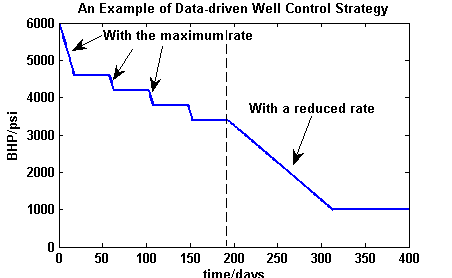 An Example of Data-driven Well Control Strategy
With the maximum rate
With a reduced rate
BHP/psi
6000
5000
4000
3000
2000
1000
0
0 50 100 150 200 250 300 350 400
time/days